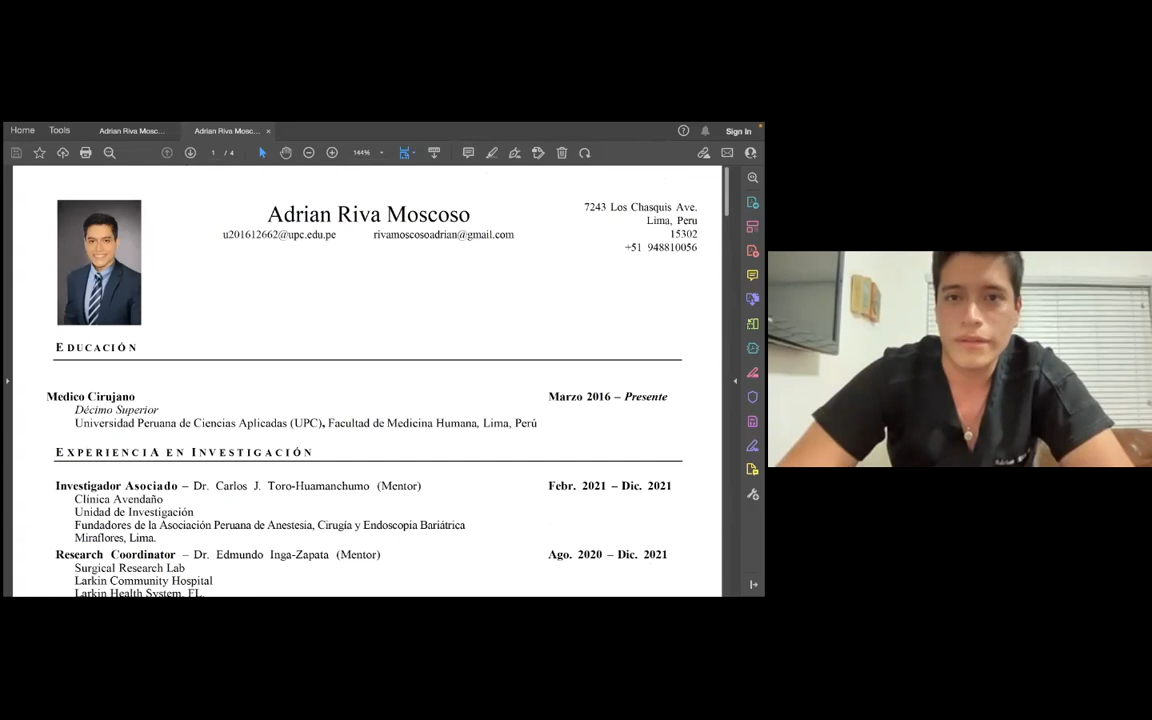 Home Tools Adrian Riva Mosc... Adrian Riva Mosc... × Sign In
1 / 4 144%
Adrian Riva Moscoso
u201612662@upc.edu.pe rivamoscosoadrian@gmail.com
7243 Los Chasquis Ave.
Lima, Peru
15302
+51 948810056
EDUCACIÓN
Medico Cirujano Marzo 2016 – Presente
Décimo Superior
Universidad Peruana de Ciencias Aplicadas (UPC), Facultad de Medicina Humana, Lima, Perú
EXPERIENCIA EN INVESTIGACIÓN
Investigador Asociado – Dr. Carlos J. Toro-Huamanchumo (Mentor) Febr. 2021 – Dic. 2021
Clínica Avendaño
Unidad de Investigación
Fundadores de la Asociación Peruana de Anestesia, Cirugía y Endoscopia Bariátrica
Miraflores, Lima.
Research Coordinator – Dr. Edmundo Inga-Zapata (Mentor) Ago. 2020 – Dic. 2021
Surgical Research Lab
Larkin Community Hospital
Larkin Health System, FL.